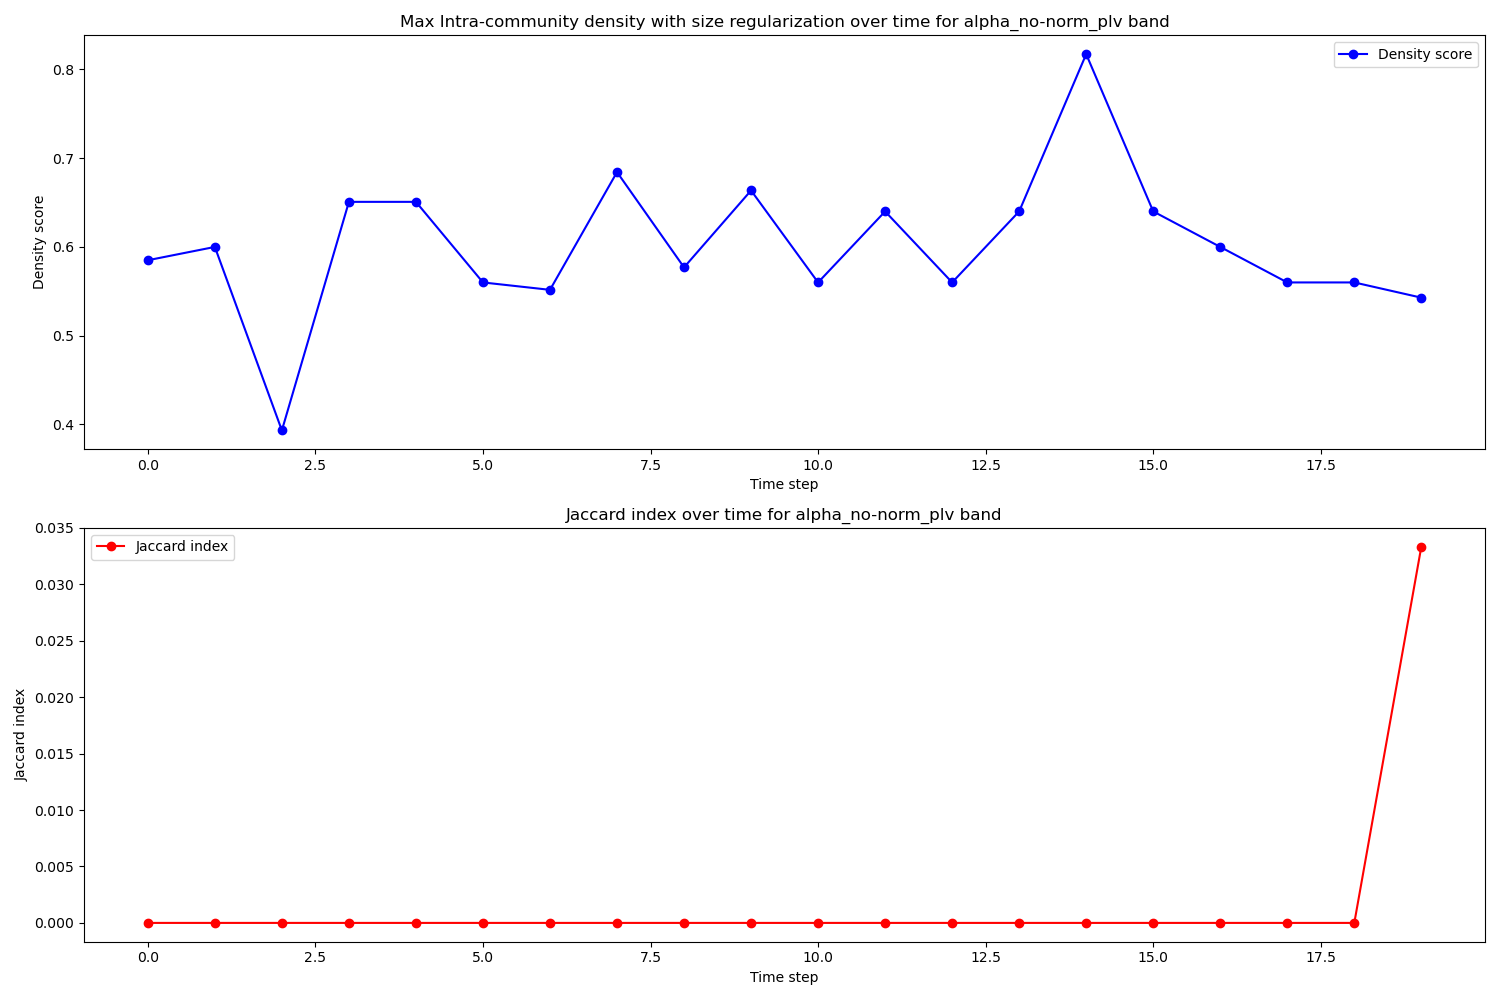 Max Intra-community density with size regularization over time for alpha_no-norm_plv band
Density score
Density score
0.8
0.7
0.6
0.5
0.4
0.0 2.5 5.0 7.5 10.0 12.5 15.0 17.5
Time step
Jaccard index over time for alpha_no-norm_plv band
Jaccard index
Jaccard index
0.035
0.030
0.025
0.020
0.015
0.010
0.005
0.000
0.0 2.5 5.0 7.5 10.0 12.5 15.0 17.5
Time step